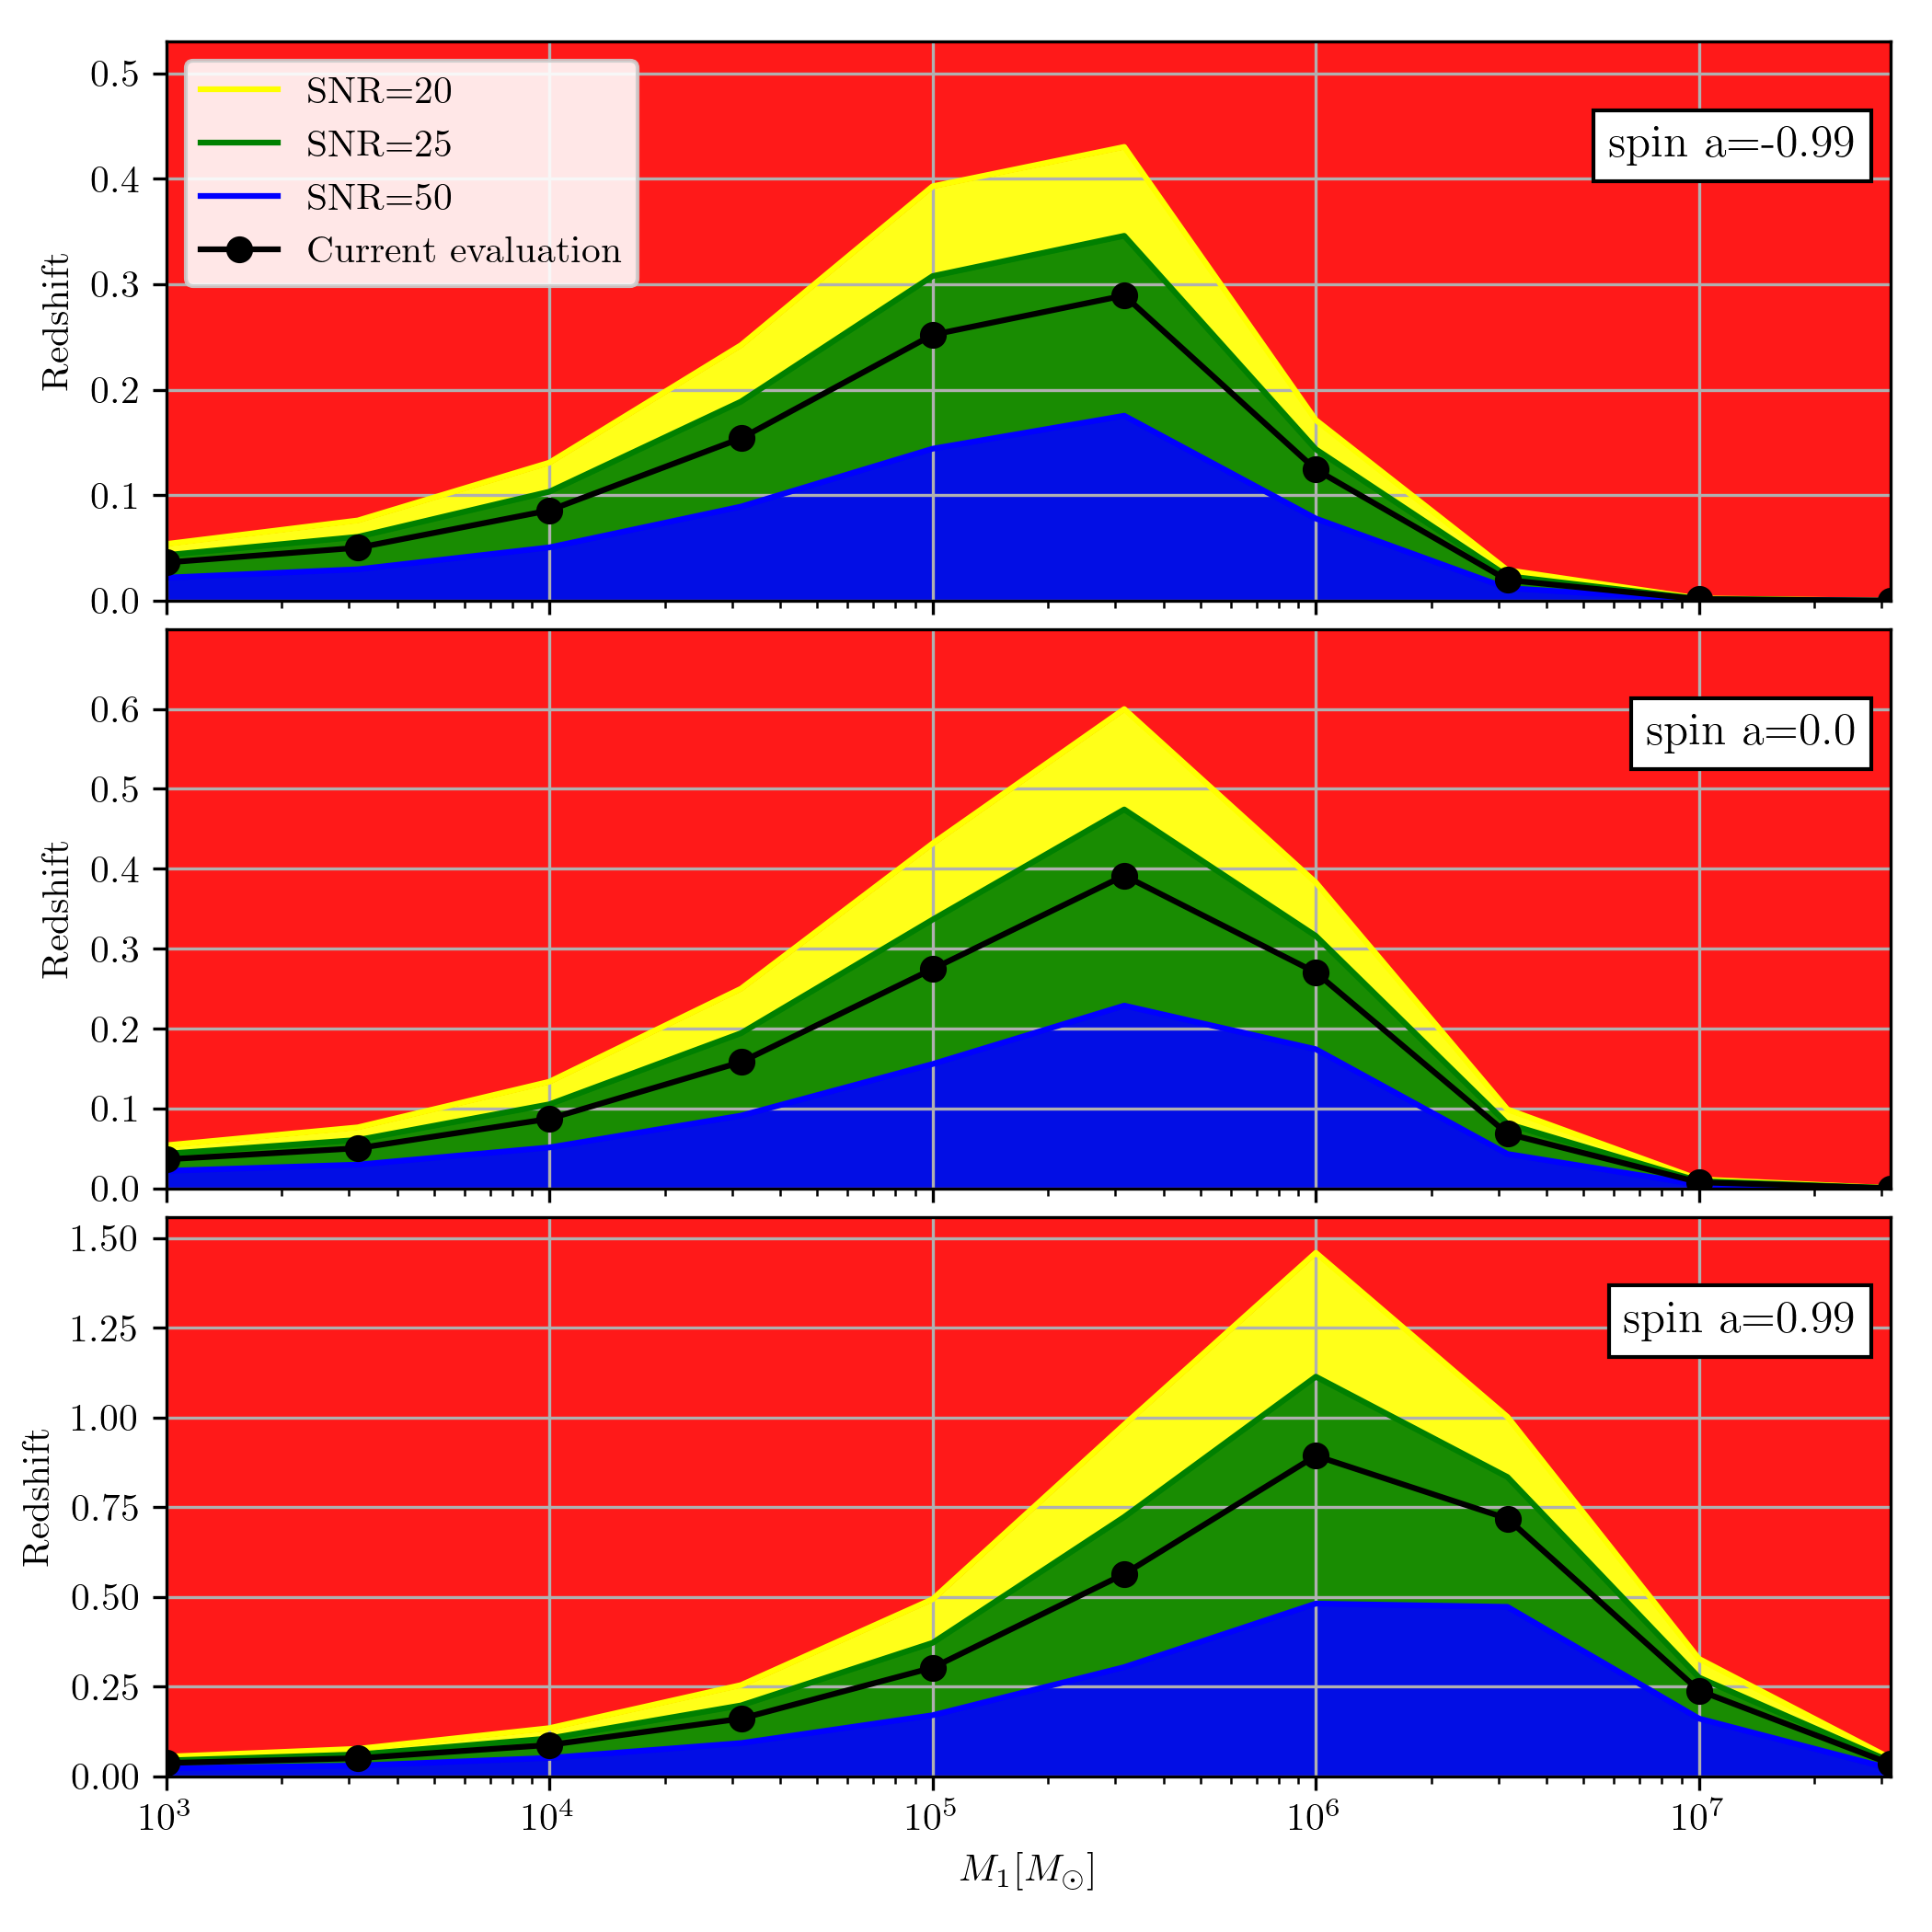 SNR=20
SNR=25
SNR=50
Current evaluation
spin a=-0.99
Redshift
0.5
0.4
0.3
0.2
0.1
0.0
spin a=0.0
Redshift
0.6
0.5
0.4
0.3
0.2
0.1
0.0
spin a=0.99
Redshift
1.50
1.25
1.00
0.75
0.50
0.25
0.00
10³ 10⁴ 10⁵ 10⁶ 10⁷
M₁[M☉]